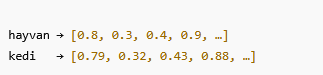 hayvan → [0.8, 0.3, 0.4, 0.9, …]
kedi → [0.79, 0.32, 0.43, 0.88, …]